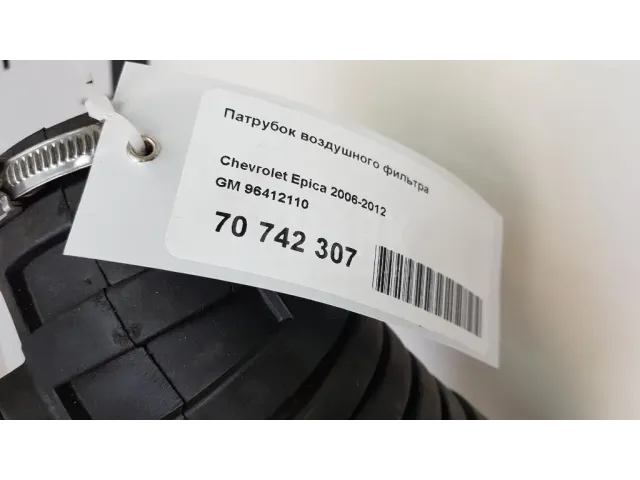 Патрубок воздушного фильтра
Chevrolet Epica 2006-2012
GM 96412110
70 742 307